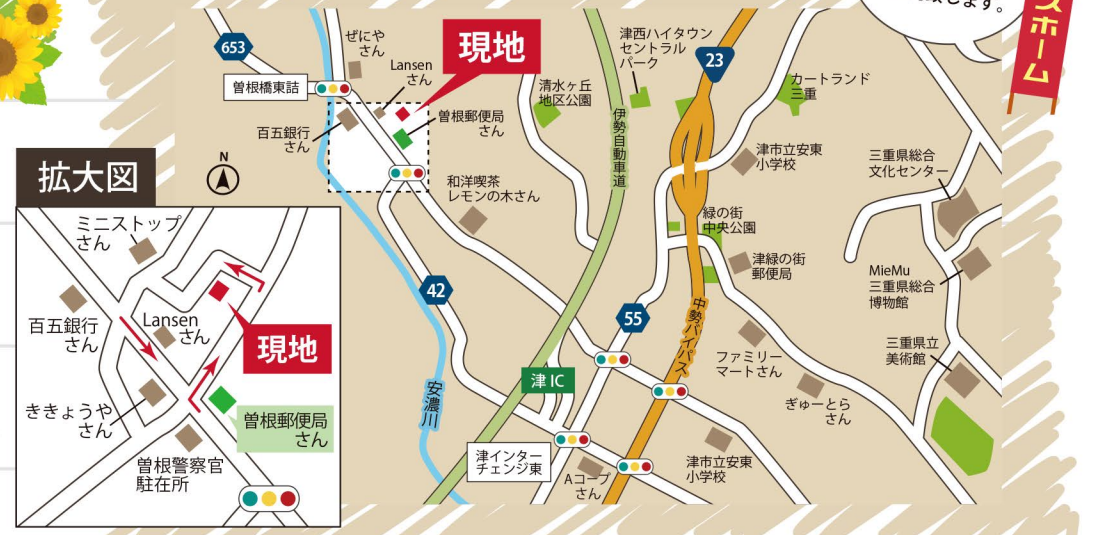 します。
スホーム
653
ぜにや
さん
Lansen
さん
現地
曽根橋東詰
百五銀行
さん
曽根郵便局
さん
N
和洋喫茶
レモンの木さん
清水ヶ丘
地区公園
津西ハイタウン
セントラル
パーク
伊勢自動車道
23
カートランド
三重
津市立安東
小学校
三重県総合
文化センター
緑の街
中央公園
津緑の街
郵便局
MieMu
三重県総合
博物館
三重県立
美術館
42
55
中勢バイパス
ファミリー
マートさん
ぎゅーとら
さん
安濃川
津 IC
津インター
チェンジ東
Aコープ
さん
津市立安東
小学校
拡大図
ミニストップ
さん
百五銀行
さん
Lansen
さん
現地
ききょうや
さん
曽根郵便局
さん
曽根警察官
駐在所